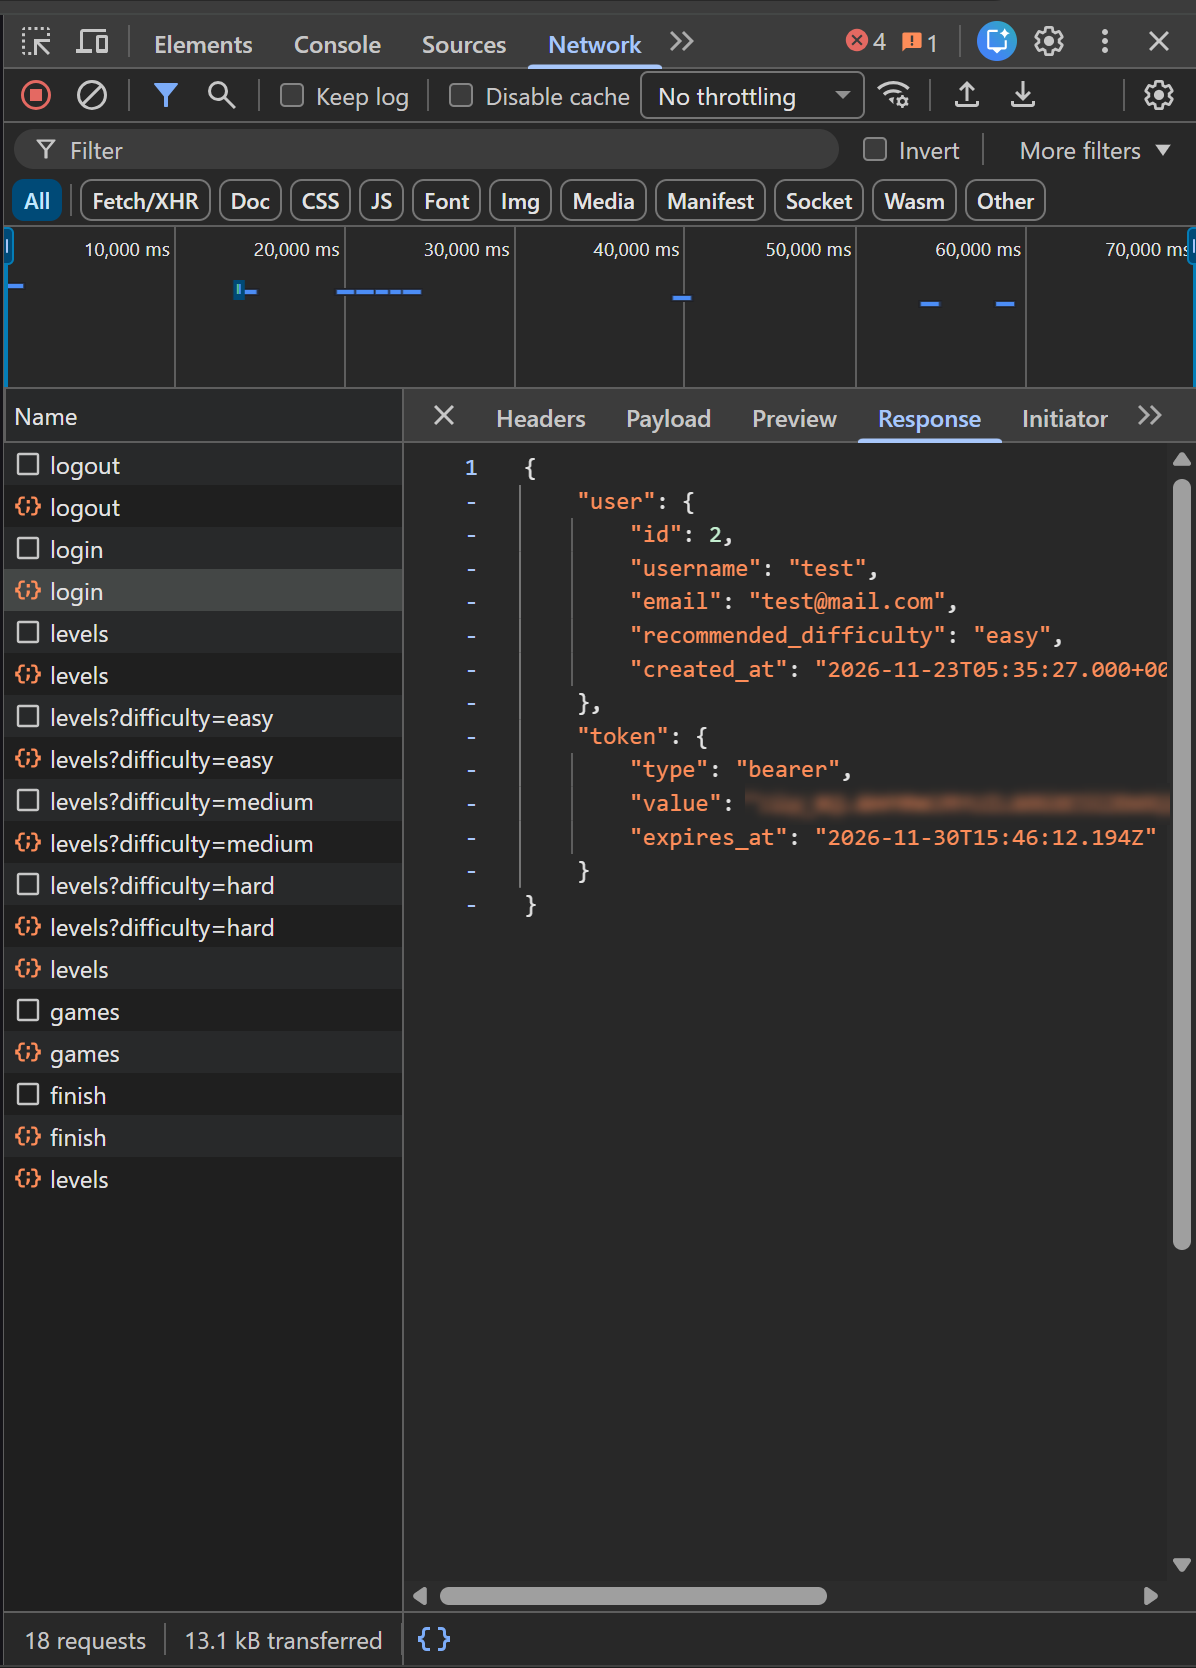 Elements Console Sources Network 4 1
Keep log Disable cache No throttling
Filter Invert More filters
All Fetch/XHR Doc CSS JS Font Img Media Manifest Socket Wasm Other
10,000 ms 20,000 ms 30,000 ms 40,000 ms 50,000 ms 60,000 ms 70,000 ms
Name
logout
logout
login
login
levels
levels
levels?difficulty=easy
levels?difficulty=easy
levels?difficulty=medium
levels?difficulty=medium
levels?difficulty=hard
levels?difficulty=hard
levels
games
games
finish
finish
levels
18 requests 13.1 kB transferred
Headers Payload Preview Response Initiator
1 {
- "user": {
- "id": 2,
- "username": "test",
- "email": "test@mail.com",
- "recommended_difficulty": "easy",
- "created_at": "2026-11-23T05:35:27.000+00
- },
- "token": {
- "type": "bearer",
- "value":
- "expires_at": "2026-11-30T15:46:12.194Z"
- }
- }
{ }